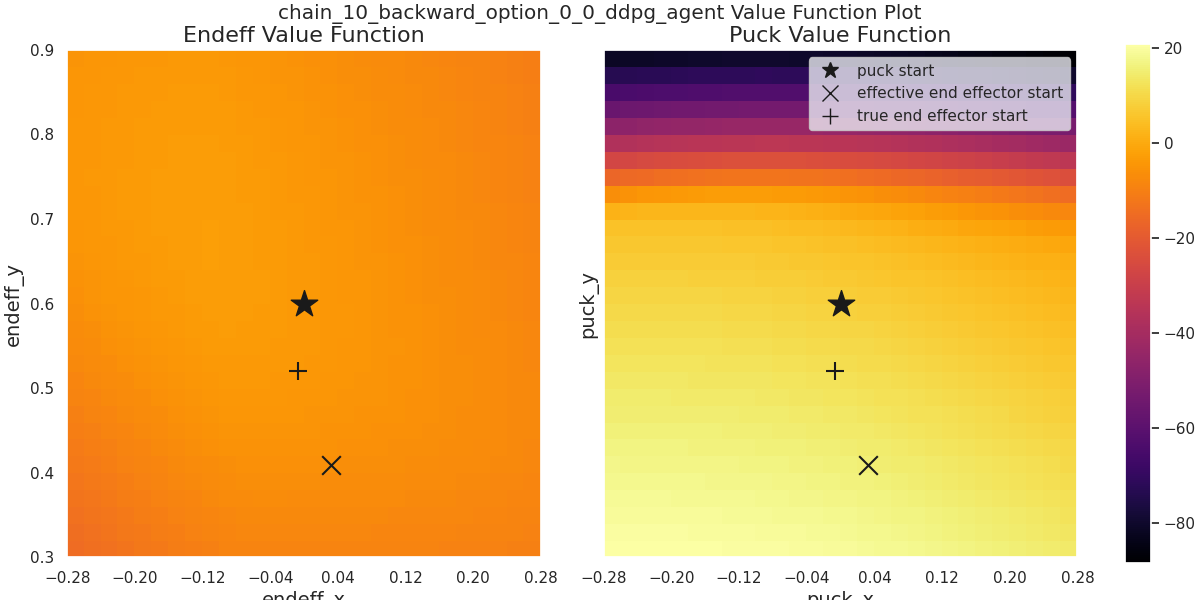 chain_10_backward_option_0_0_ddpg_agent Value Function Plot
Endeff Value Function
Puck Value Function
0.9
0.8
0.7
0.6
0.5
0.4
0.3
endeff_y
−0.28 −0.20 −0.12 −0.04 0.04 0.12 0.20 0.28
endeff_x
puck start
effective end effector start
true end effector start
puck_y
−0.28 −0.20 −0.12 −0.04 0.04 0.12 0.20 0.28
puck_x
20
0
−20
−40
−60
−80